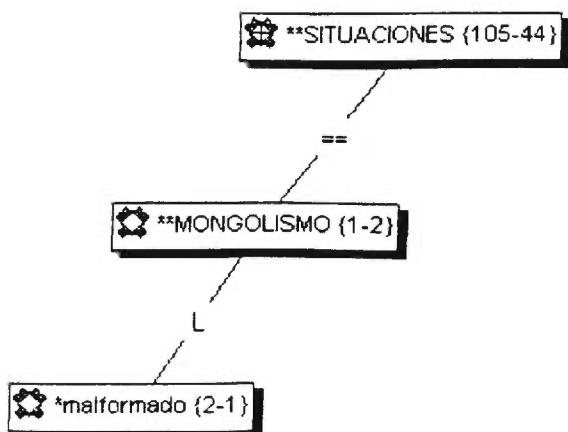 **SITUACIONES {105-44}
==
**MONGOLISMO {1-2}
L
*malformado {2-1}